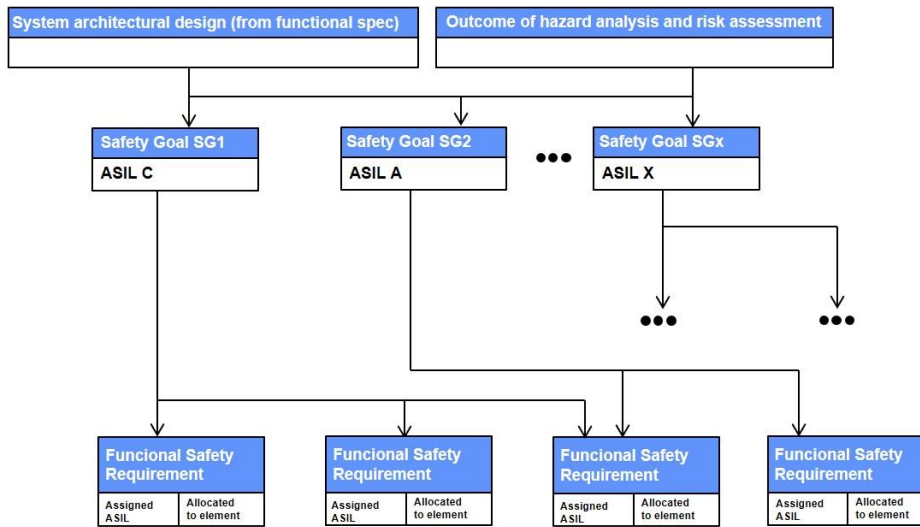 System architectural design (from functional spec)
Outcome of hazard analysis and risk assessment
Safety Goal SG1
ASIL C
Safety Goal SG2
ASIL A
•••
Safety Goal SGx
ASIL X
•••
•••
Funcional Safety
Requirement
Assigned
ASIL
Allocated
to element
Funcional Safety
Requirement
Assigned
ASIL
Allocated
to element
Funcional Safety
Requirement
Assigned
ASIL
Allocated
to element
Funcional Safety
Requirement
Assigned
ASIL
Allocated
to element